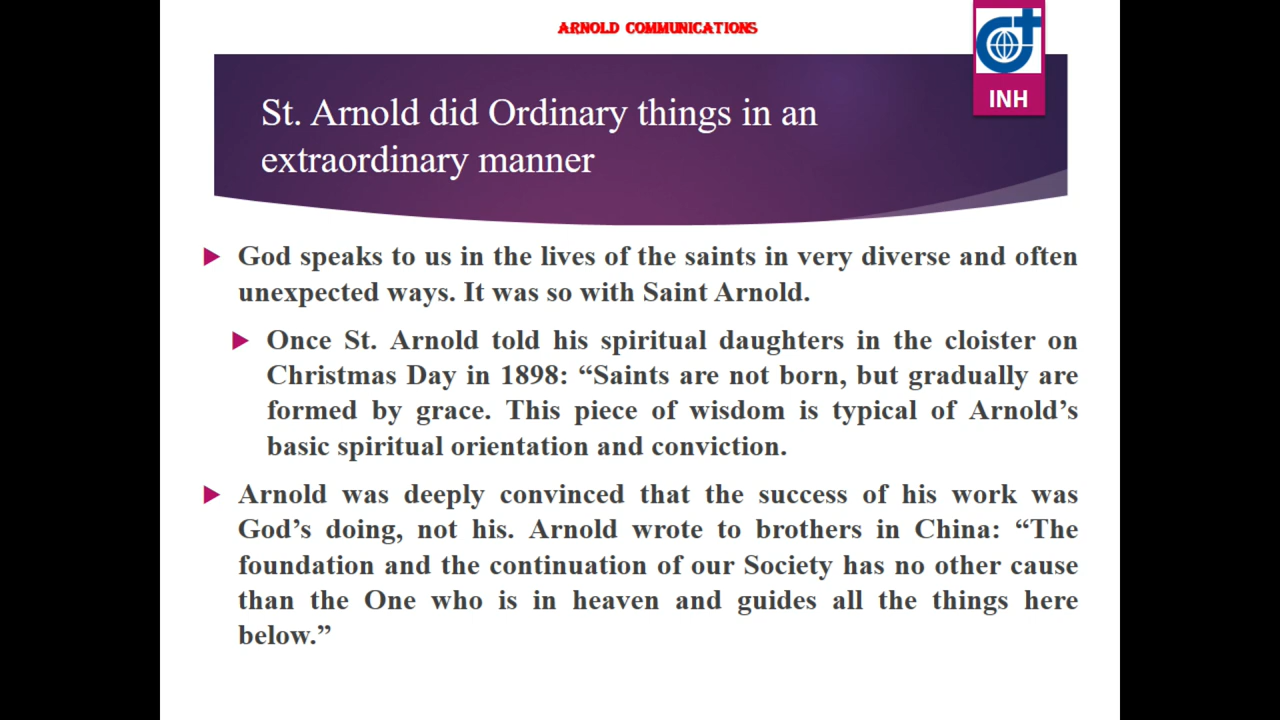 ARNOLD COMMUNICATIONS
INH
St. Arnold did Ordinary things in an
extraordinary manner
God speaks to us in the lives of the saints in very diverse and often
unexpected ways. It was so with Saint Arnold.
Once St. Arnold told his spiritual daughters in the cloister on
Christmas Day in 1898: “Saints are not born, but gradually are
formed by grace. This piece of wisdom is typical of Arnold’s
basic spiritual orientation and conviction.
Arnold was deeply convinced that the success of his work was
God’s doing, not his. Arnold wrote to brothers in China: “The
foundation and the continuation of our Society has no other cause
than the One who is in heaven and guides all the things here
below.”